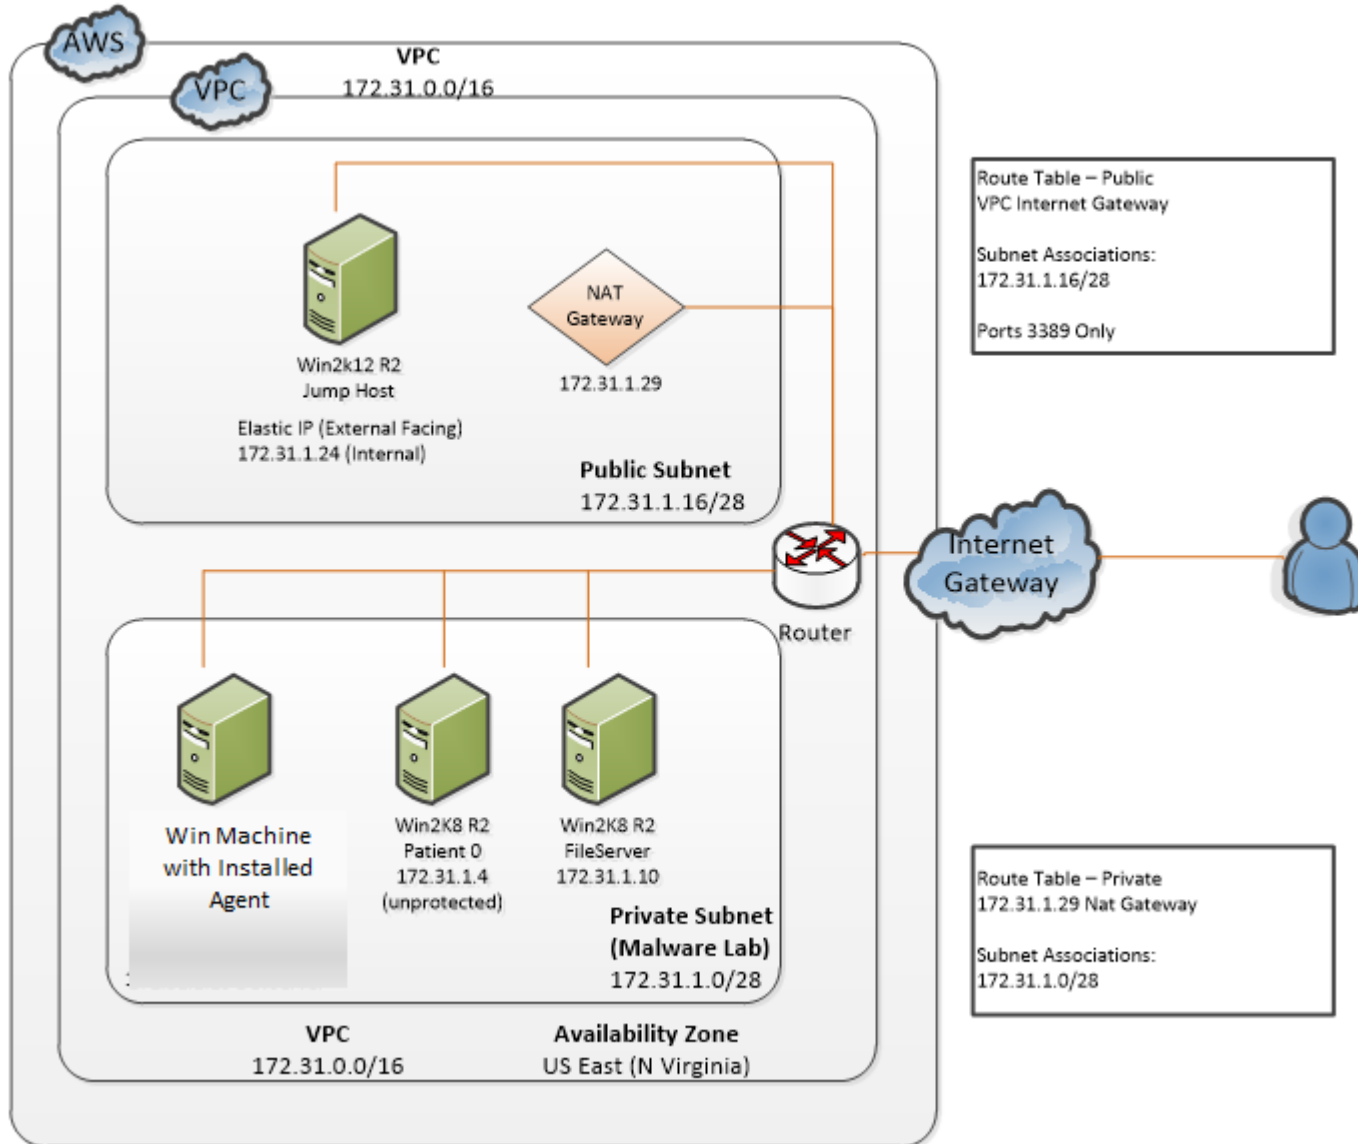 AWS
VPC
172.31.0.0/16
VPC
Win2k12 R2
Jump Host
Elastic IP (External Facing)
172.31.1.24 (Internal)
NAT
Gateway
172.31.1.29
Public Subnet
172.31.1.16/28
Route Table – Public
VPC Internet Gateway
Subnet Associations:
172.31.1.16/28
Ports 3389 Only
Internet
Gateway
Router
Win Machine
with Installed
Agent
Win2K8 R2
Patient 0
172.31.1.4
(unprotected)
Win2K8 R2
FileServer
172.31.1.10
Private Subnet
(Malware Lab)
172.31.1.0/28
Route Table – Private
172.31.1.29 Nat Gateway
Subnet Associations:
172.31.1.0/28
VPC
172.31.0.0/16
Availability Zone
US East (N Virginia)